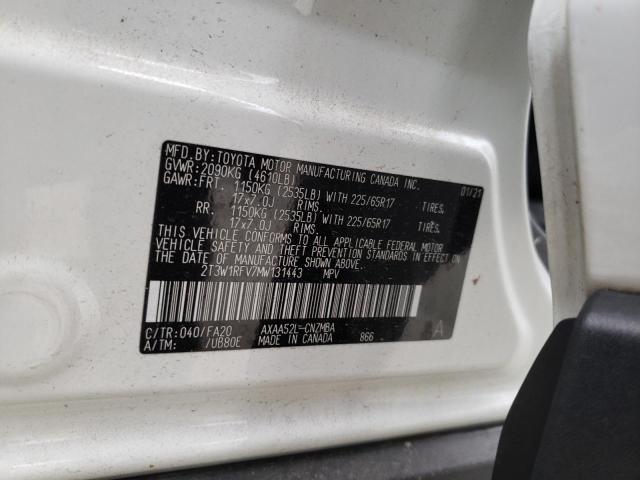 MFD. BY: TOYOTA MOTOR MANUFACTURING CANADA INC.
GVWR: 2090KG (4610LB) 01/21
GAWR: FRT. 1150KG (2535LB) WITH 225/65R17 TIRES,
17x7.0J RIMS,
RR. 1150KG (2535LB) WITH 225/65R17 TIRES,
17x7.0J RIMS.
THIS VEHICLE CONFORMS TO ALL APPLICABLE FEDERAL MOTOR
VEHICLE SAFETY AND THEFT PREVENTION STANDARDS IN EFFECT ON
THE DATE OF MANUFACTURE SHOWN ABOVE.
2T3W1RFV7MW131443 MPV
C/TR: 040/FA20 AXAA52L-CNZMBA
A/TM: /UB80E MADE IN CANADA 866 A